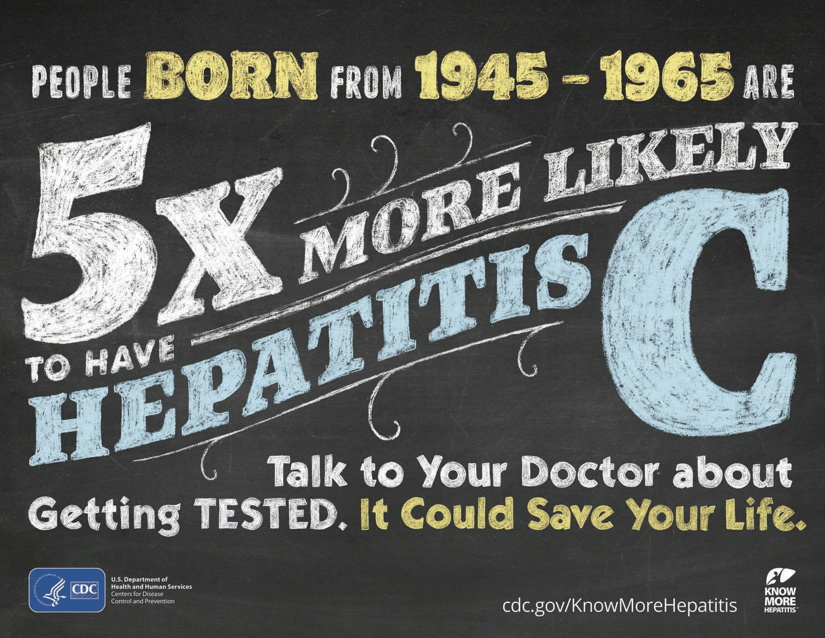 PEOPLE BORN FROM 1945 – 1965 ARE
5X MORE LIKELY
TO HAVE
HEPATITIS C
Talk to Your Doctor about
Getting TESTED. It Could Save Your Life.
CDC
U.S. Department of
Health and Human Services
Centers for Disease
Control and Prevention
cdc.gov/KnowMoreHepatitis
KNOW
MORE
HEPATITIS™